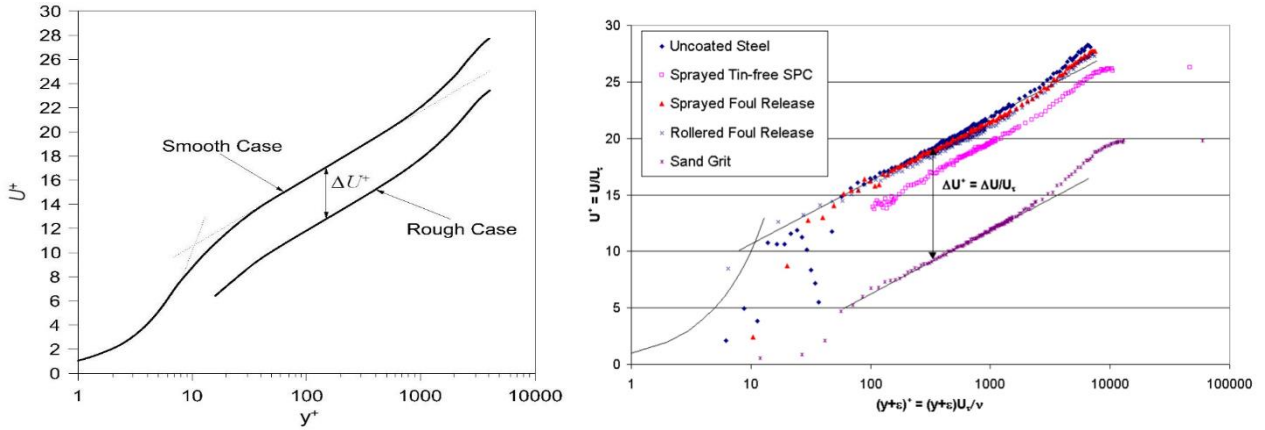 30
28
26
24
22
20
18
16
14
12
10
8
6
4
2
0
U+
Smooth Case
ΔU+
Rough Case
1
10
100
1000
10000
y+
30
25
20
15
10
5
0
U+ = U/Uτ
Uncoated Steel
Sprayed Tin-free SPC
Sprayed Foul Release
Rollered Foul Release
Sand Grit
ΔU+ = ΔU/Uτ
1
10
100
1000
10000
100000
(y+ε)+ = (y+ε)Uτ/ν